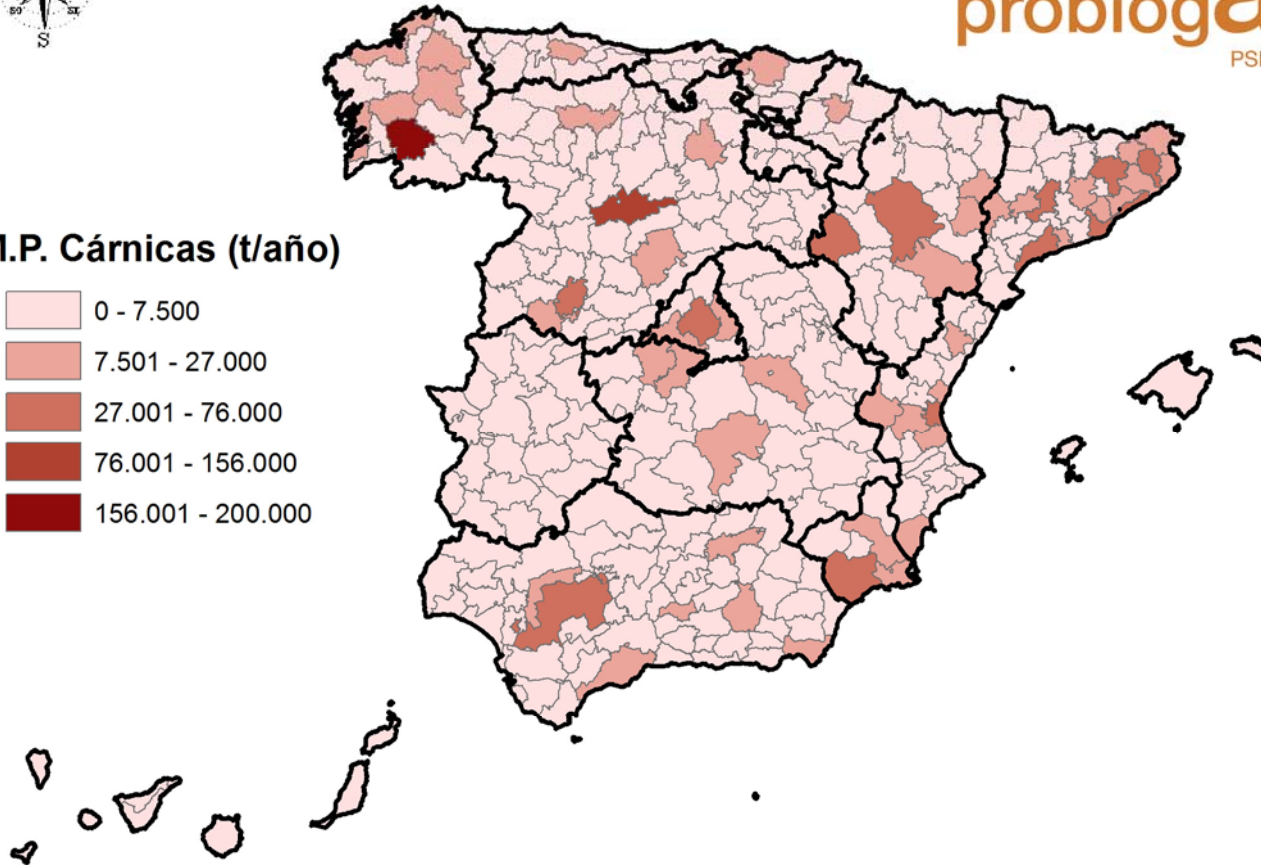 S
probiog
PSI
M.P. Cárnicas (t/año)
0 - 7.500
7.501 - 27.000
27.001 - 76.000
76.001 - 156.000
156.001 - 200.000